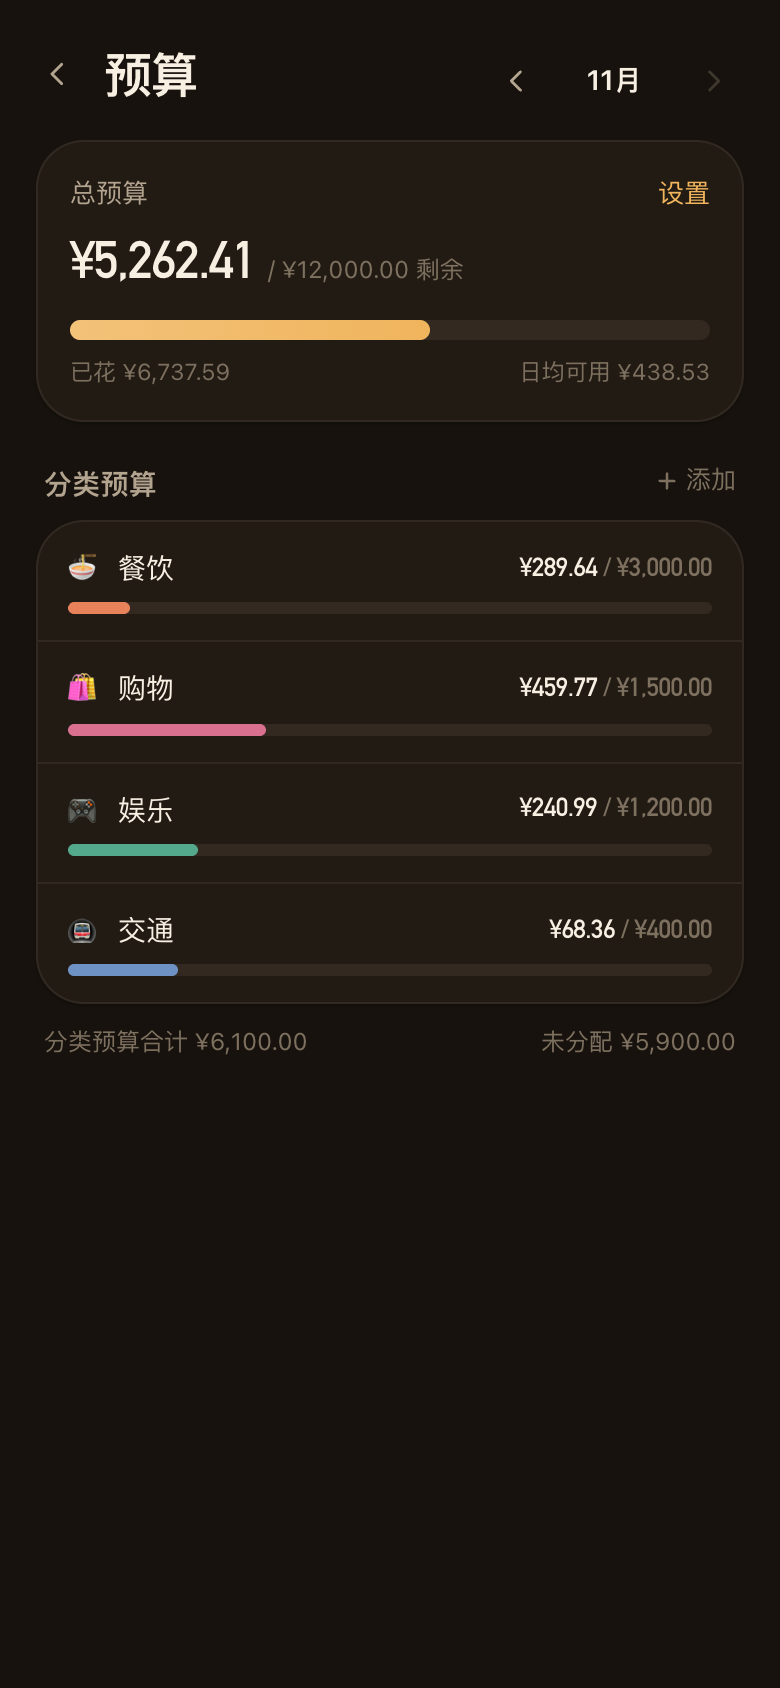 预算
11月
总预算 设置
¥5,262.41 / ¥12,000.00 剩余
已花 ¥6,737.59 日均可用 ¥438.53
分类预算 + 添加
餐饮 ¥289.64 / ¥3,000.00
购物 ¥459.77 / ¥1,500.00
娱乐 ¥240.99 / ¥1,200.00
交通 ¥68.36 / ¥400.00
分类预算合计 ¥6,100.00 未分配 ¥5,900.00